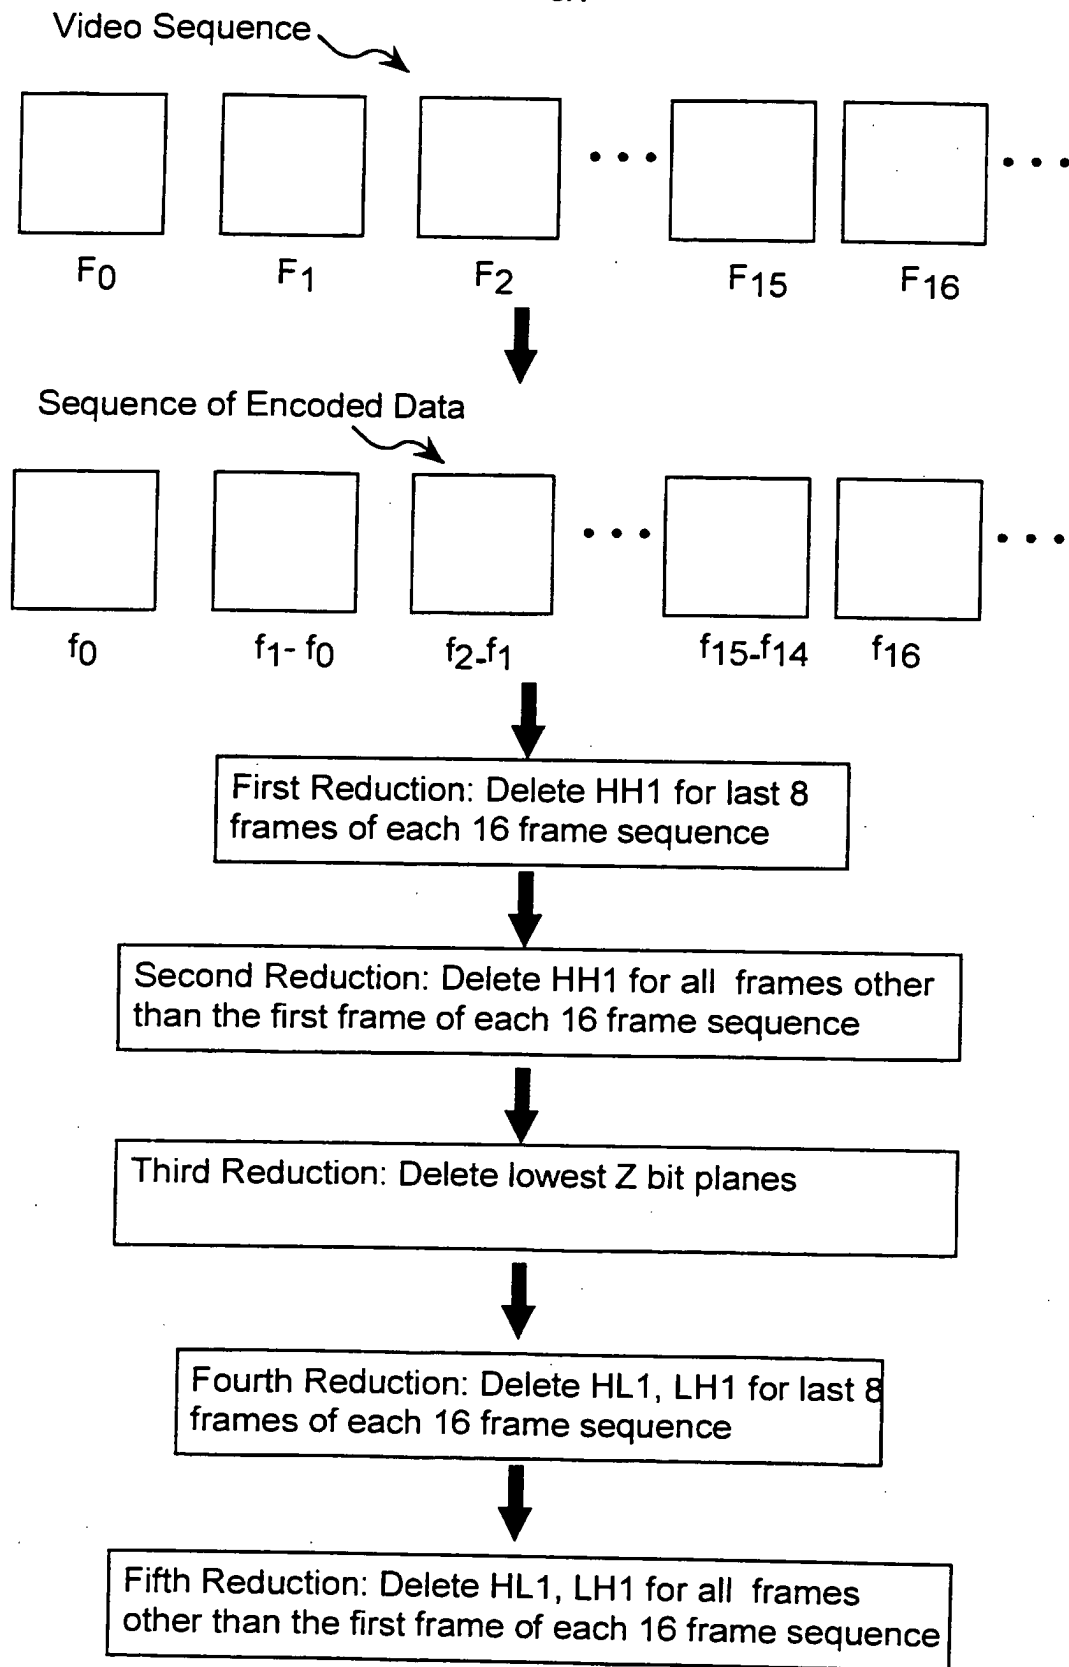 Video Sequence
F0 F1 F2 • • • F15 F16 • • •
Sequence of Encoded Data
• • • • • •
f0 f1- f0 f2-f1 f15-f14 f16
First Reduction: Delete HH1 for last 8
frames of each 16 frame sequence
Second Reduction: Delete HH1 for all frames other
than the first frame of each 16 frame sequence
Third Reduction: Delete lowest Z bit planes
Fourth Reduction: Delete HL1, LH1 for last 8
frames of each 16 frame sequence
Fifth Reduction: Delete HL1, LH1 for all frames
other than the first frame of each 16 frame sequence